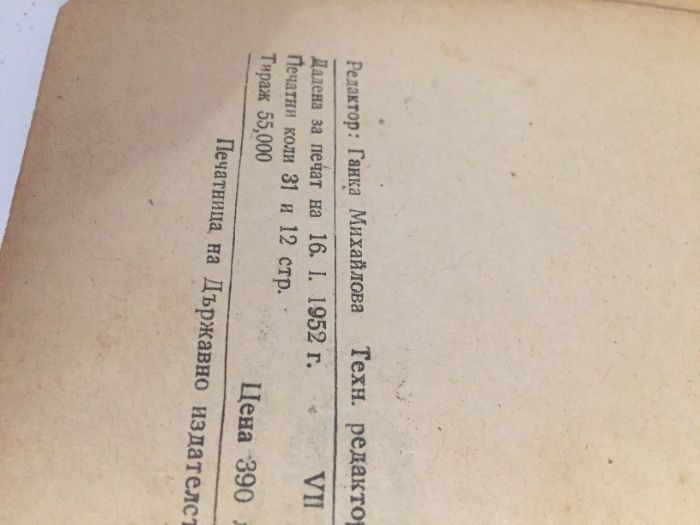 Редактор: Ганка Михайлова Техн. редактор
Дадена за печат на 16. I. 1952 г. VII
Печатни коли 31 и 12 стр.
Тираж 55,000 Цена 390
Печатница на Държавно издателст